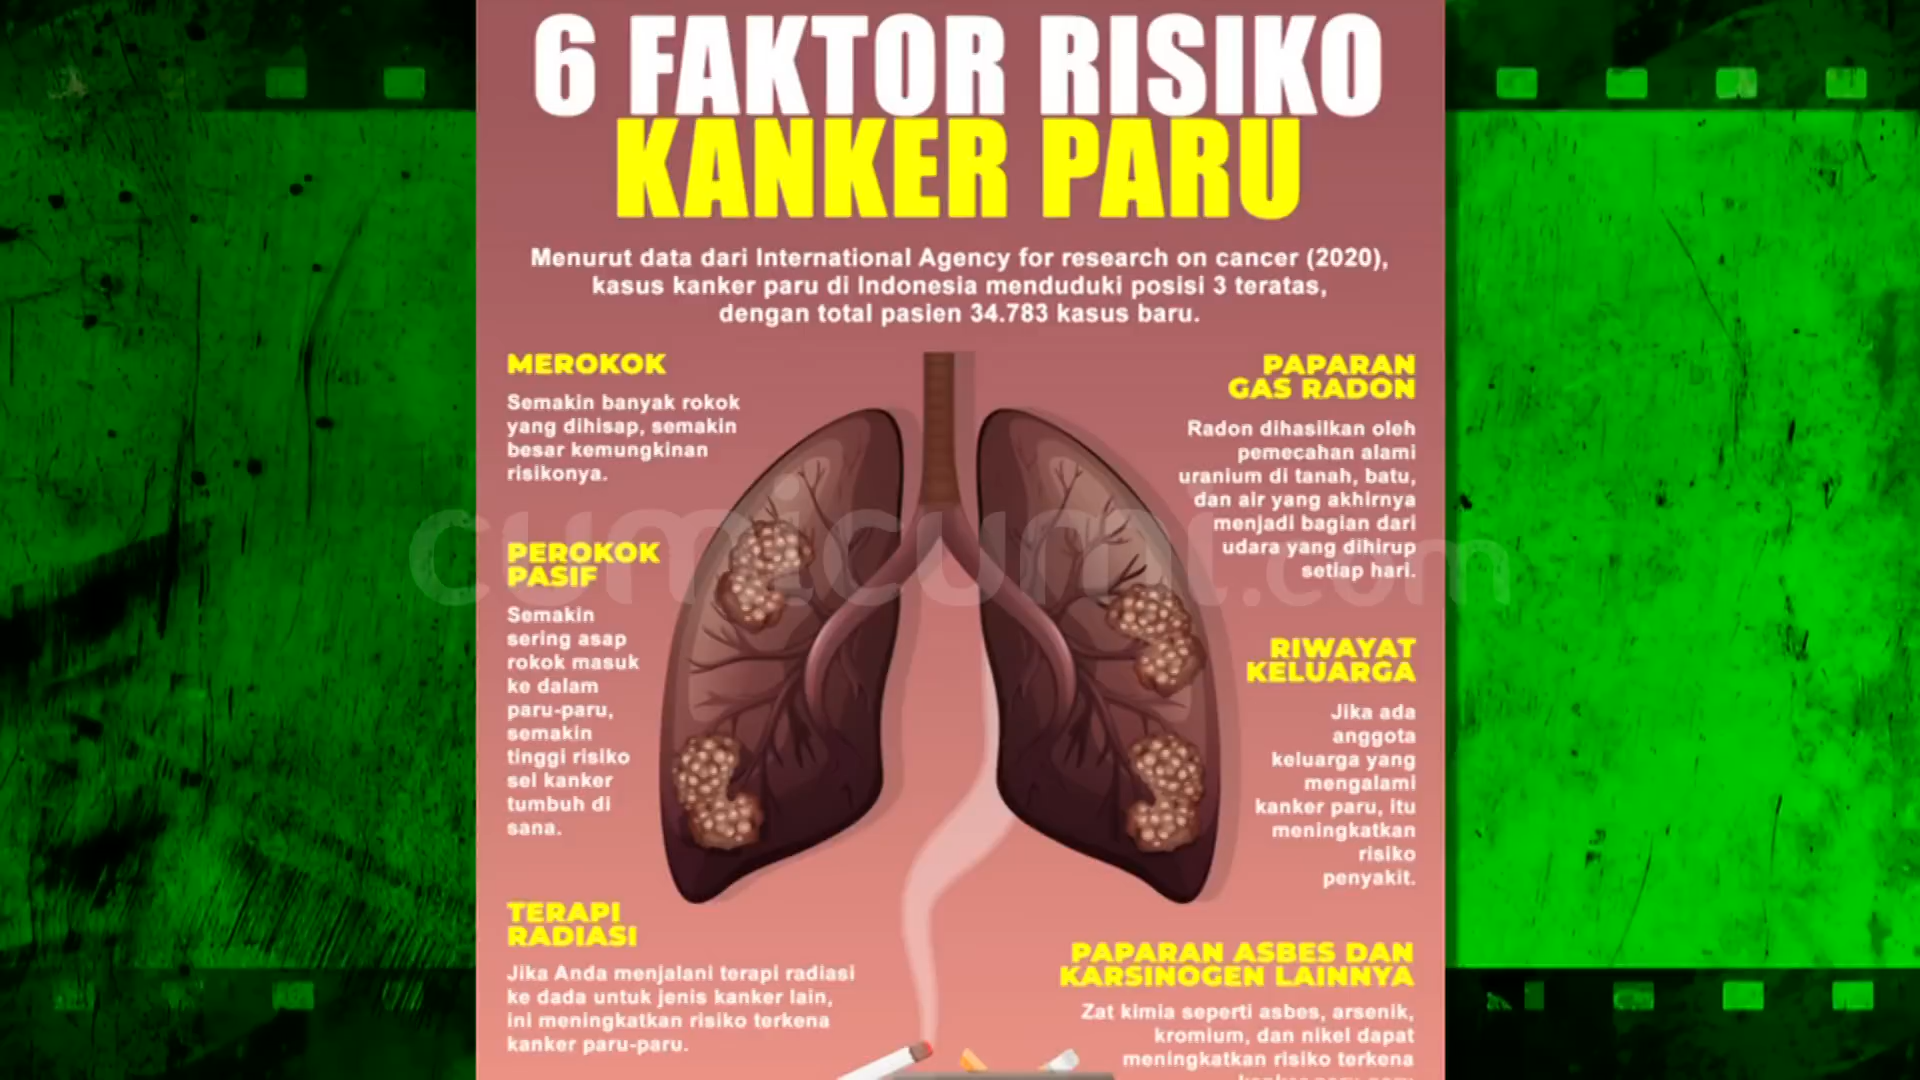 6 FAKTOR RISIKO
KANKER PARU
Menurut data dari International Agency for research on cancer (2020),
kasus kanker paru di Indonesia menduduki posisi 3 teratas,
dengan total pasien 34.783 kasus baru.
MEROKOK
Semakin banyak rokok
yang dihisap, semakin
besar kemungkinan
risikonya.
PEROKOK
PASIF
Semakin
sering asap
rokok masuk
ke dalam
paru-paru,
semakin
tinggi risiko
sel kanker
tumbuh di
sana.
TERAPI
RADIASI
Jika Anda menjalani terapi radiasi
ke dada untuk jenis kanker lain,
ini meningkatkan risiko terkena
kanker paru-paru.
PAPARAN
GAS RADON
Radon dihasilkan oleh
pemecahan alami
uranium di tanah, batu,
dan air yang akhirnya
menjadi bagian dari
udara yang dihirup
setiap hari.
RIWAYAT
KELUARGA
Jika ada
anggota
keluarga yang
mengalami
kanker paru, itu
meningkatkan
risiko
penyakit.
PAPARAN ASBES DAN
KARSINOGEN LAINNYA
Zat kimia seperti asbes, arsenik,
kromium, dan nikel dapat
meningkatkan risiko terkena
cumicumi.com